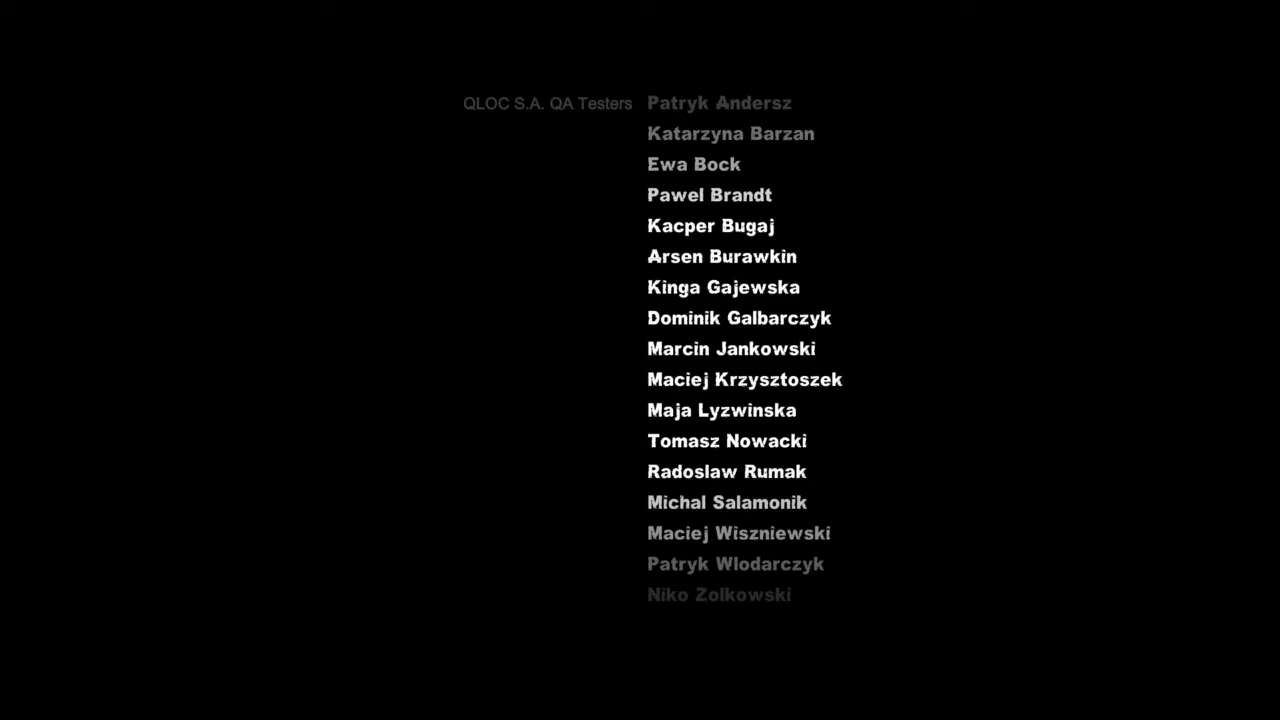 QLOC S.A. QA Testers Patryk Andersz
Katarzyna Barzan
Ewa Bock
Pawel Brandt
Kacper Bugaj
Arsen Burawkin
Kinga Gajewska
Dominik Galbarczyk
Marcin Jankowski
Maciej Krzysztoszek
Maja Lyzwinska
Tomasz Nowacki
Radoslaw Rumak
Michal Salamonik
Maciej Wiszniewski
Patryk Wlodarczyk
Niko Zolkowski